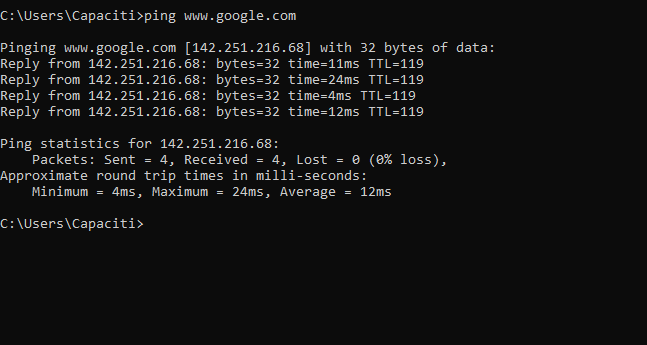 C:\Users\Capaciti>ping www.google.com
Pinging www.google.com [142.251.216.68] with 32 bytes of data:
Reply from 142.251.216.68: bytes=32 time=11ms TTL=119
Reply from 142.251.216.68: bytes=32 time=24ms TTL=119
Reply from 142.251.216.68: bytes=32 time=4ms TTL=119
Reply from 142.251.216.68: bytes=32 time=12ms TTL=119
Ping statistics for 142.251.216.68:
    Packets: Sent = 4, Received = 4, Lost = 0 (0% loss),
Approximate round trip times in milli-seconds:
    Minimum = 4ms, Maximum = 24ms, Average = 12ms
C:\Users\Capaciti>